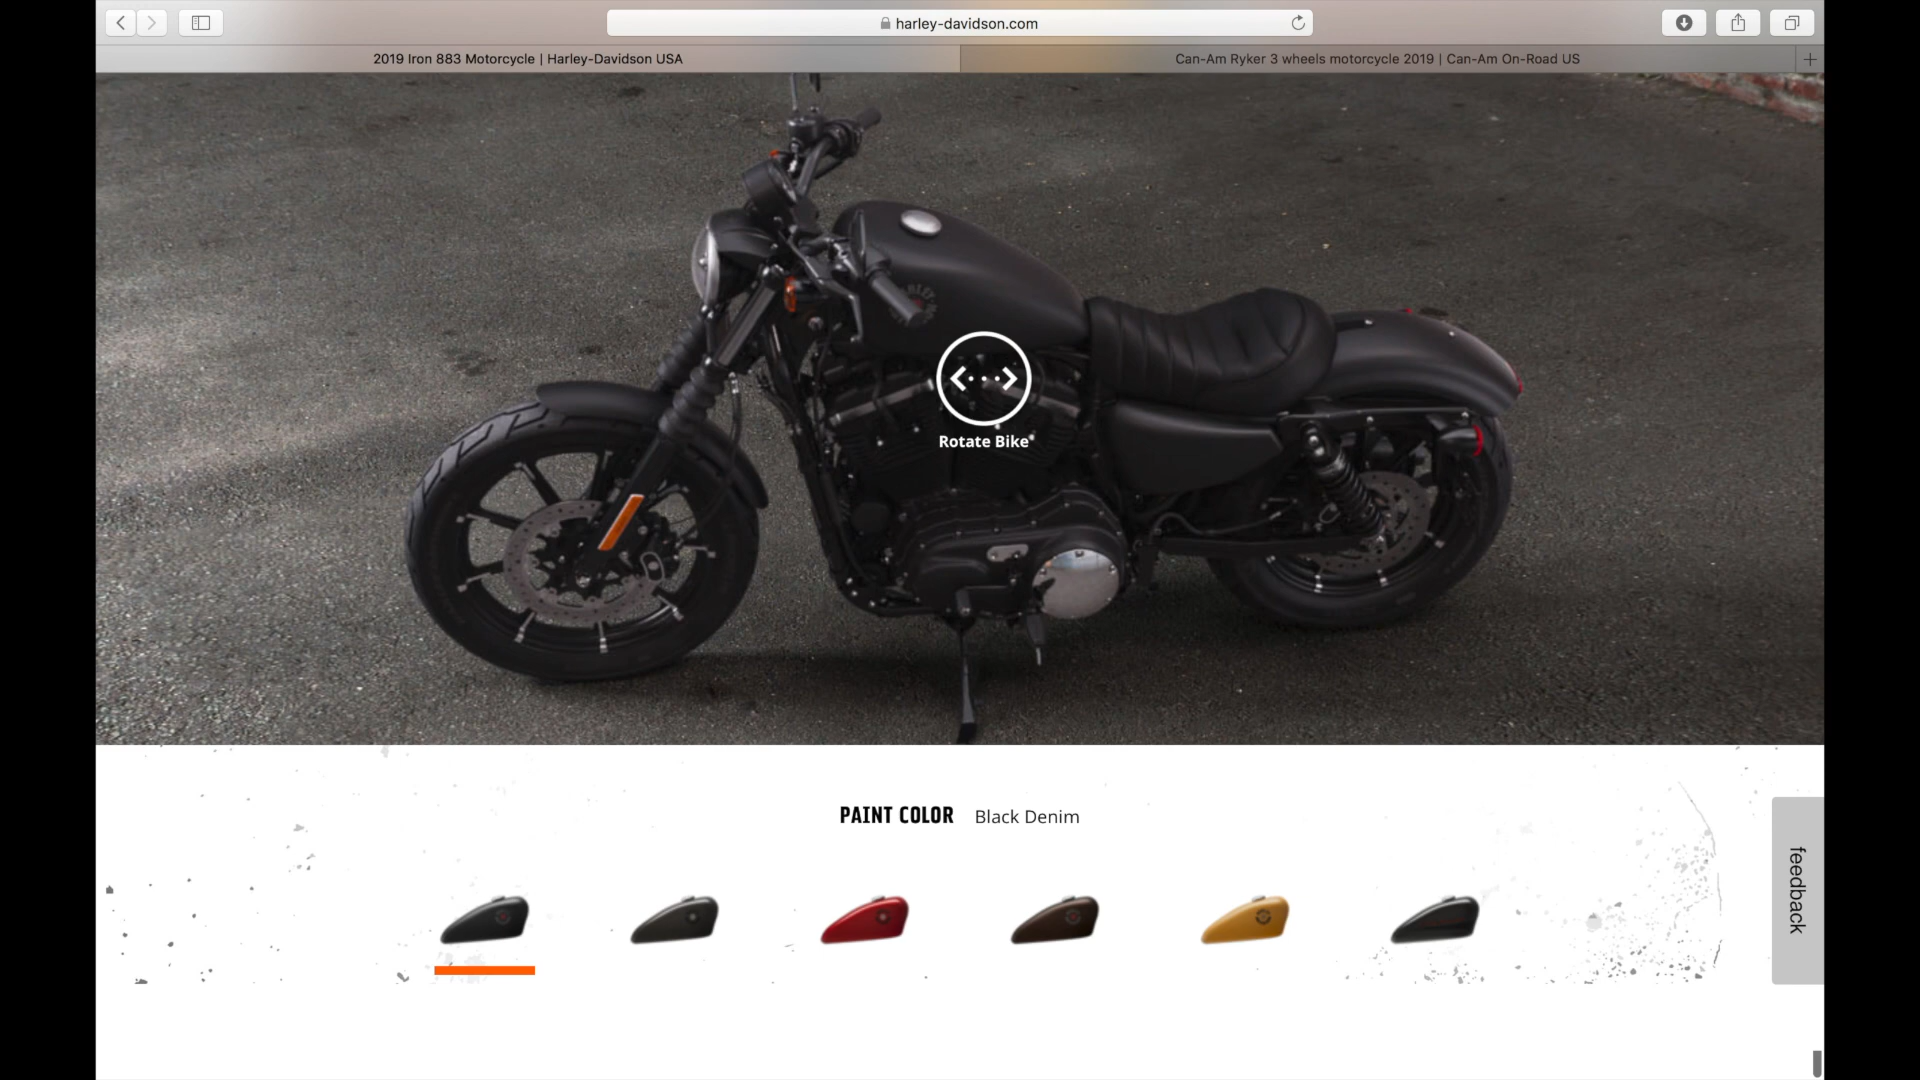 harley-davidson.com
2019 Iron 883 Motorcycle | Harley-Davidson USA
Can-Am Ryker 3 wheels motorcycle 2019 | Can-Am On-Road US
Rotate Bike
PAINT COLOR Black Denim
feedback